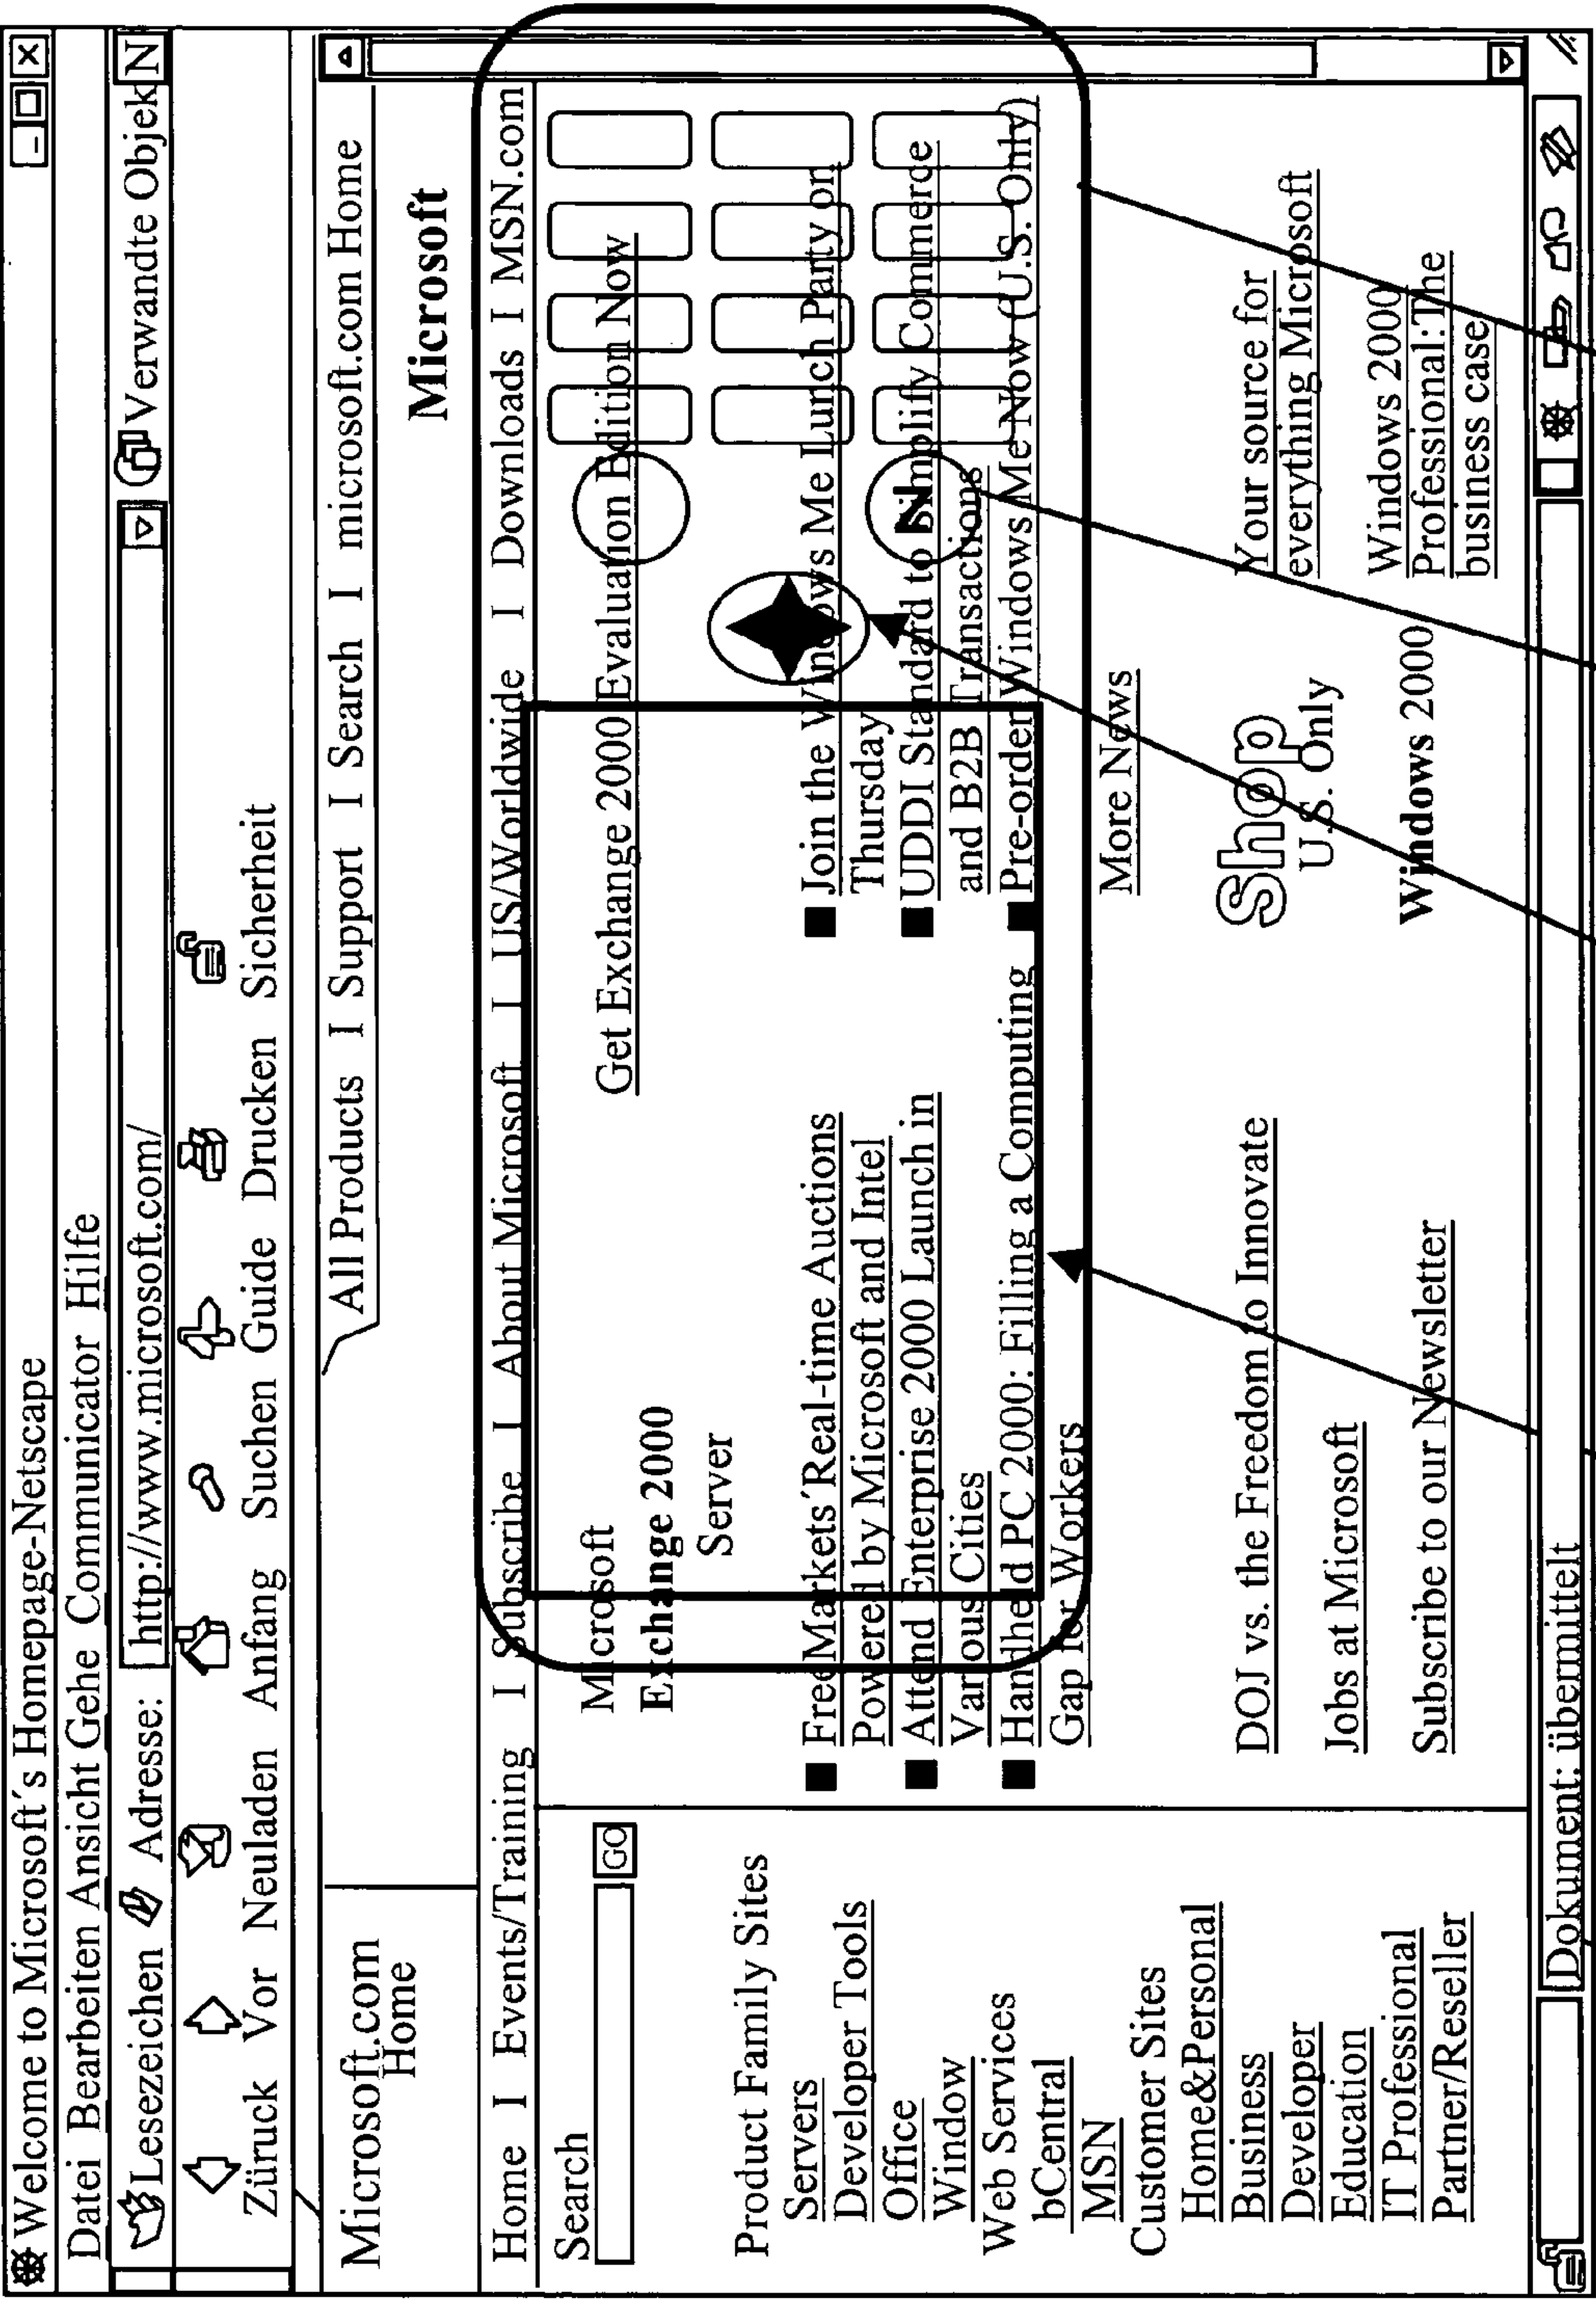 Welcome to Microsoft´s Homepage-Netscape
Datei Bearbeiten Ansicht Gehe Communicator Hilfe
Lesezeichen Adresse: http://www.microsoft.com/ Verwandte Objek N
Züruck Vor Neuladen Anfang Suchen Guide Drucken Sicherheit
All Products I Support I Search I microsoft.com Home
Microsoft.com
Home
Microsoft
Home I Events/Training I Subscribe I About Microsoft I US/Worldwide I Downloads I MSN.com
Search
GO
Product Family Sites
Servers
Developer Tools
Office
Window
Web Services
bCentral
MSN
Customer Sites
Home&Personal
Business
Developer
Education
IT Professional
Partner/Reseller
Microsoft
Exchange 2000
Server
Get Exchange 2000 Evaluation Edition Now
FreeMarkets´Real-time Auctions
Powered by Microsoft and Intel
Attend Enterprise 2000 Launch in
Various Cities
Handheld PC 2000: Filling a Computing
Gap for Workers
Join the Windows Me Lunch Party on
Thursday
UDDI Standard to Simplify Commerce
and B2B Transactions
Pre-order Windows Me Now (U.S. Only)
N
More News
DOJ vs. the Freedom to Innovate
Jobs at Microsoft
Subscribe to our Newsletter
Shop
U.S. Only
Your source for
everything Microsoft
Windows 2000
Windows 2000
Professional:The
business case
Dokument: übermittelt